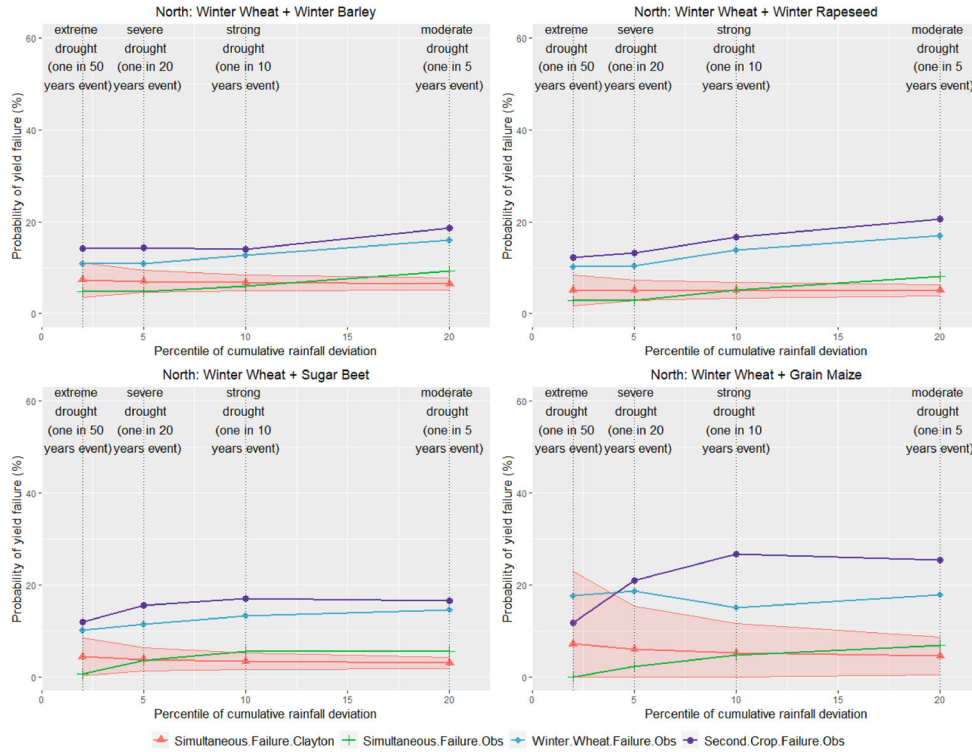 North: Winter Wheat + Winter Barley
60
40
20
0
Probability of yield failure (%)
extreme severe strong moderate
drought drought drought drought
(one in 50 (one in 20 (one in 10 (one in 5
years event) years event) years event) years event)
0 5 10 15 20
Percentile of cumulative rainfall deviation
North: Winter Wheat + Winter Rapeseed
60
40
20
0
Probability of yield failure (%)
extreme severe strong moderate
drought drought drought drought
(one in 50 (one in 20 (one in 10 (one in 5
years event) years event) years event) years event)
0 5 10 15 20
Percentile of cumulative rainfall deviation
North: Winter Wheat + Sugar Beet
60
40
20
0
Probability of yield failure (%)
extreme severe strong moderate
drought drought drought drought
(one in 50 (one in 20 (one in 10 (one in 5
years event) years event) years event) years event)
0 5 10 15 20
Percentile of cumulative rainfall deviation
North: Winter Wheat + Grain Maize
60
40
20
0
Probability of yield failure (%)
extreme severe strong moderate
drought drought drought drought
(one in 50 (one in 20 (one in 10 (one in 5
years event) years event) years event) years event)
0 5 10 15 20
Percentile of cumulative rainfall deviation
Simultaneous.Failure.Clayton Simultaneous.Failure.Obs Winter.Wheat.Failure.Obs Second.Crop.Failure.Obs